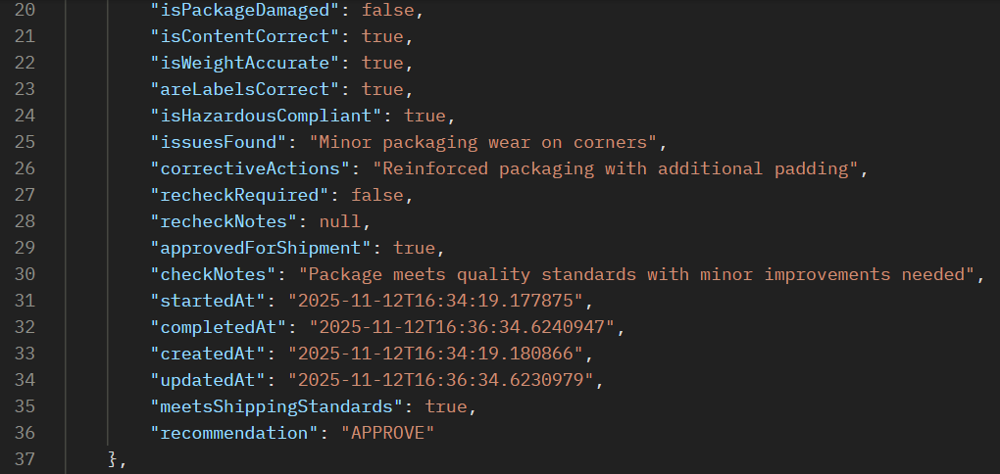 20 "isPackageDamaged": false,
21 "isContentCorrect": true,
22 "isWeightAccurate": true,
23 "areLabelsCorrect": true,
24 "isHazardousCompliant": true,
25 "issuesFound": "Minor packaging wear on corners",
26 "correctiveActions": "Reinforced packaging with additional padding",
27 "recheckRequired": false,
28 "recheckNotes": null,
29 "approvedForShipment": true,
30 "checkNotes": "Package meets quality standards with minor improvements needed",
31 "startedAt": "2025-11-12T16:34:19.177875",
32 "completedAt": "2025-11-12T16:36:34.6240947",
33 "createdAt": "2025-11-12T16:34:19.180866",
34 "updatedAt": "2025-11-12T16:36:34.6230979",
35 "meetsShippingStandards": true,
36 "recommendation": "APPROVE"
37 },